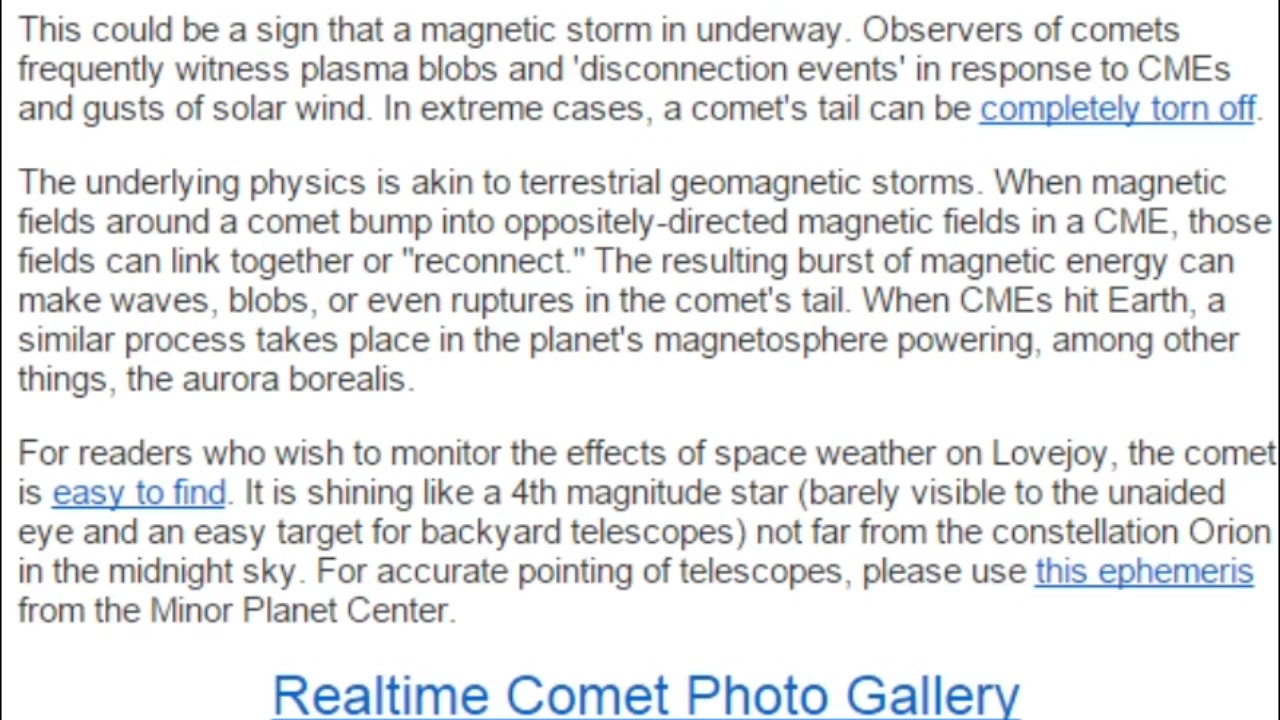 This could be a sign that a magnetic storm in underway. Observers of comets
frequently witness plasma blobs and 'disconnection events' in response to CMEs
and gusts of solar wind. In extreme cases, a comet's tail can be completely torn off.
The underlying physics is akin to terrestrial geomagnetic storms. When magnetic
fields around a comet bump into oppositely-directed magnetic fields in a CME, those
fields can link together or "reconnect." The resulting burst of magnetic energy can
make waves, blobs, or even ruptures in the comet's tail. When CMEs hit Earth, a
similar process takes place in the planet's magnetosphere powering, among other
things, the aurora borealis.
For readers who wish to monitor the effects of space weather on Lovejoy, the comet
is easy to find. It is shining like a 4th magnitude star (barely visible to the unaided
eye and an easy target for backyard telescopes) not far from the constellation Orion
in the midnight sky. For accurate pointing of telescopes, please use this ephemeris
from the Minor Planet Center.
Realtime Comet Photo Gallery